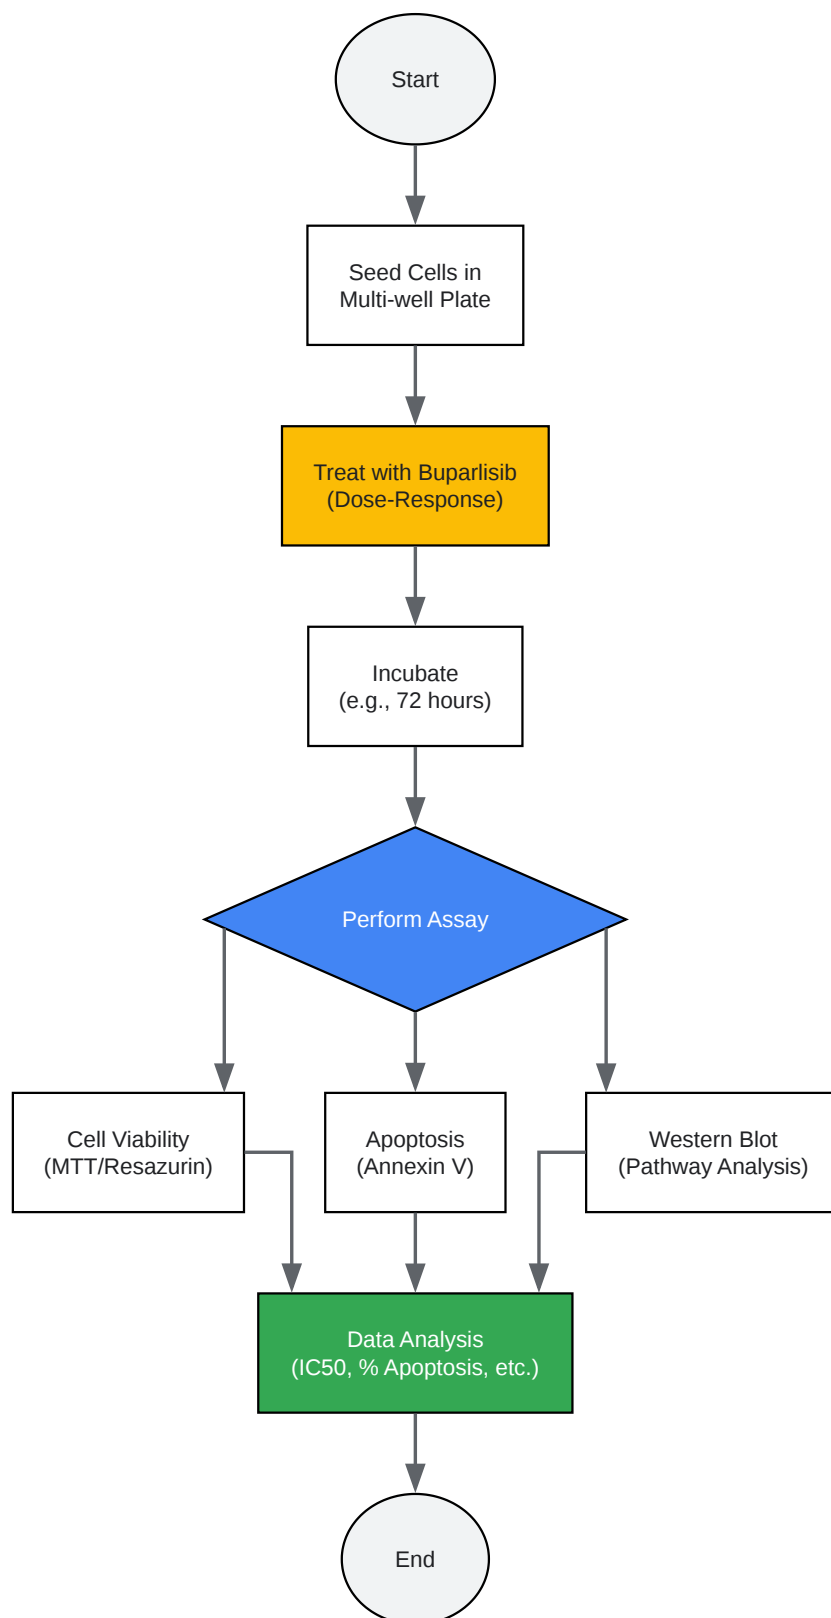 Start
Seed Cells in
Multi-well Plate
Treat with Buparlisib
(Dose-Response)
Incubate
(e.g., 72 hours)
Perform Assay
Cell Viability
(MTT/Resazurin)
Apoptosis
(Annexin V)
Western Blot
(Pathway Analysis)
Data Analysis
(IC50, % Apoptosis, etc.)
End